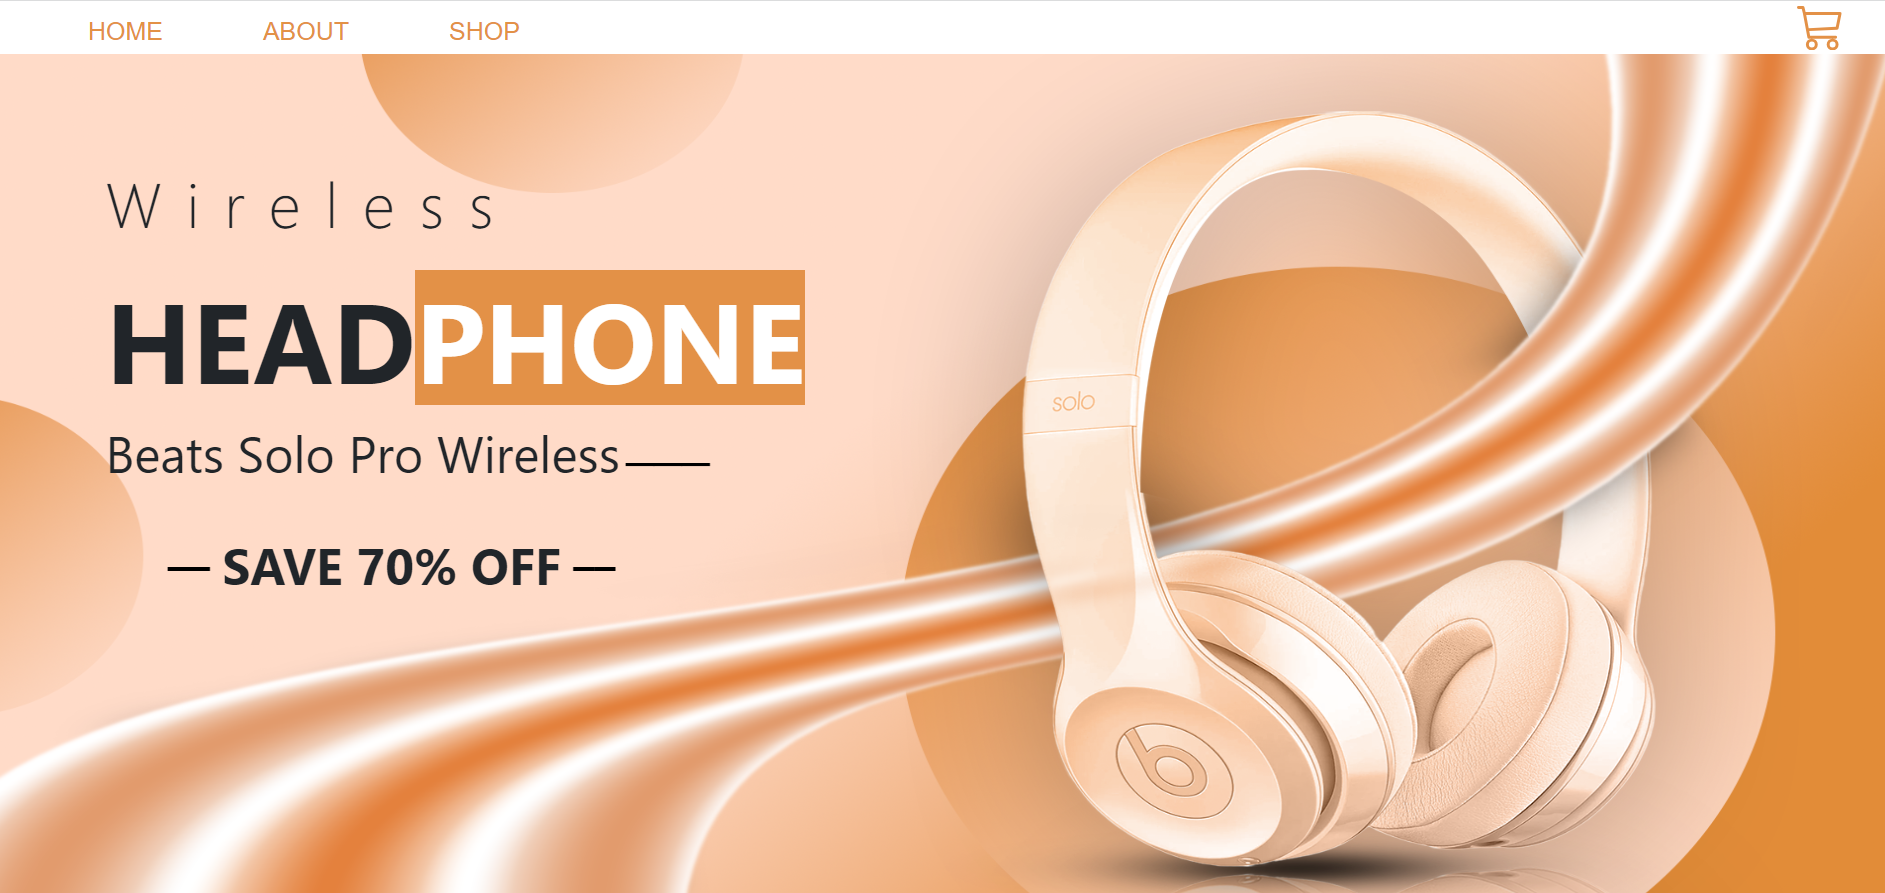 HOME ABOUT SHOP
Wireless
HEADPHONE
Beats Solo Pro Wireless
SAVE 70% OFF
solo
b